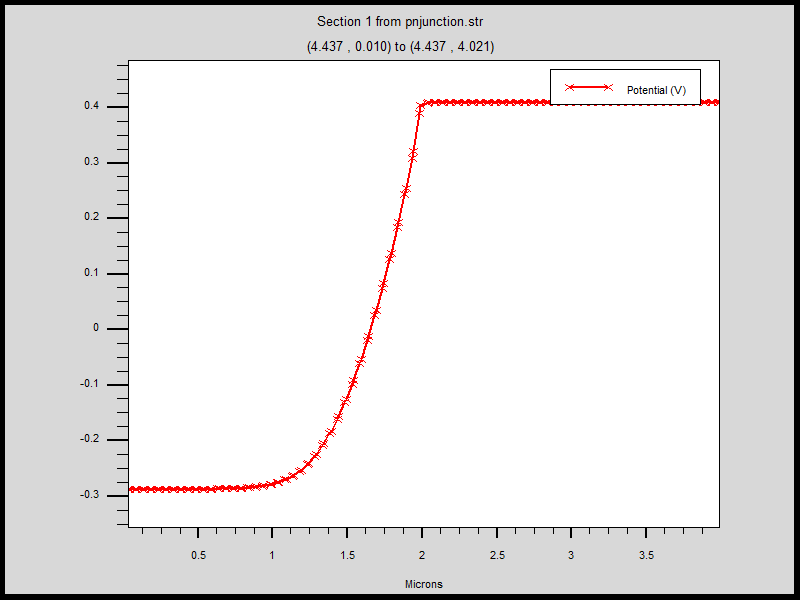 Section 1 from pnjunction.str
(4.437 , 0.010) to (4.437 , 4.021)
Potential (V)
0.4
0.3
0.2
0.1
0
-0.1
-0.2
-0.3
0.5 1 1.5 2 2.5 3 3.5
Microns